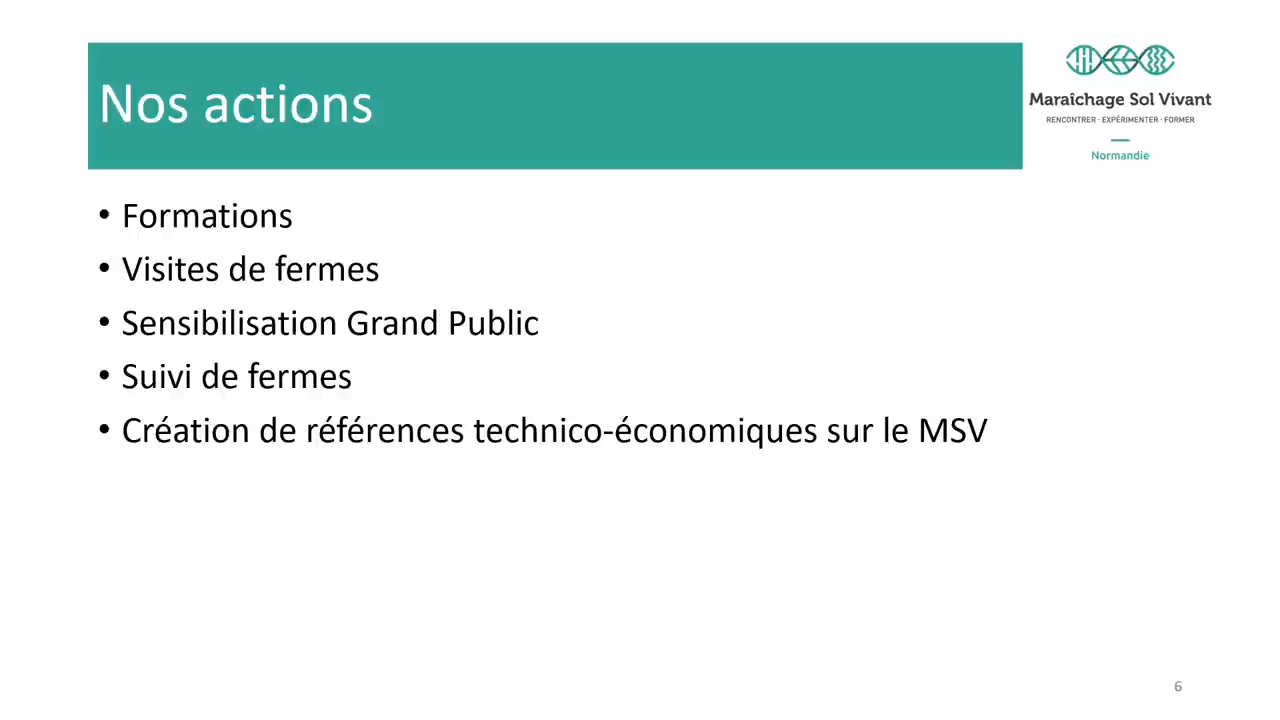 Nos actions
Maraîchage Sol Vivant
RENCONTRER · EXPÉRIMENTER · FORMER
Normandie
• Formations
• Visites de fermes
• Sensibilisation Grand Public
• Suivi de fermes
• Création de références technico-économiques sur le MSV
6